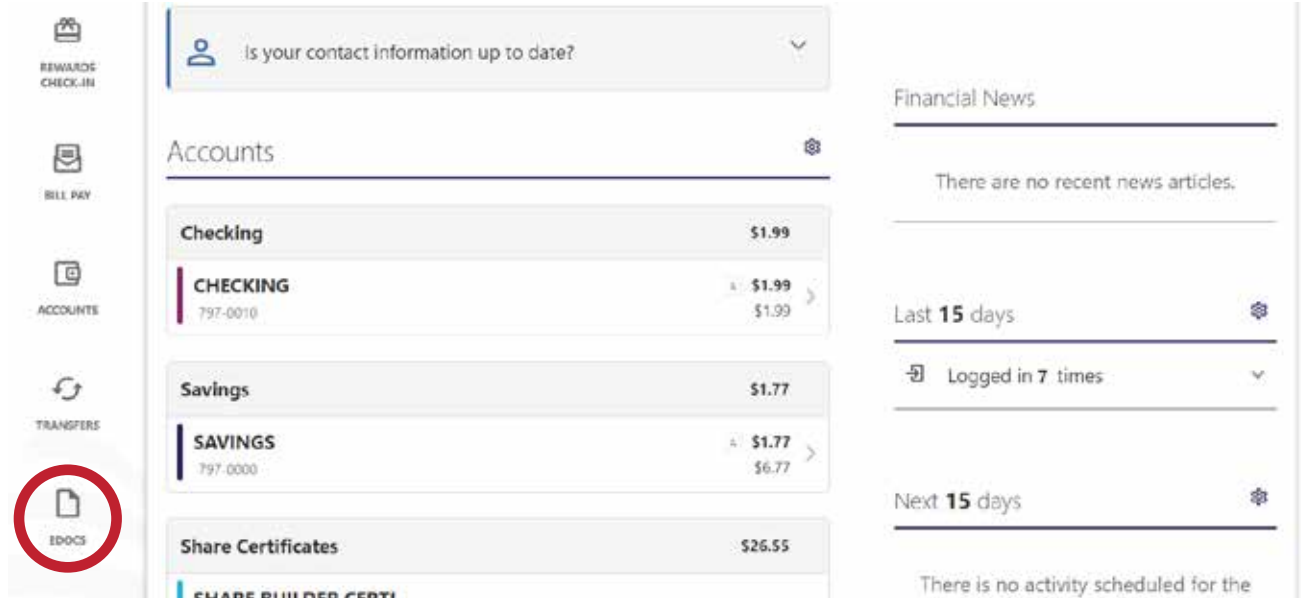 REWARDS
CHECK-IN
BILL PAY
ACCOUNTS
TRANSFERS
EDOCS
Is your contact information up to date?
Accounts
Checking $1.99
CHECKING A $1.99
797-0010 $1.99
Savings $1.77
SAVINGS A $1.77
797-0000 $6.77
Share Certificates $26.55
SHARE BUILDER CERTI...
Financial News
There are no recent news articles.
Last 15 days
Logged in 7 times
Next 15 days
There is no activity scheduled for the